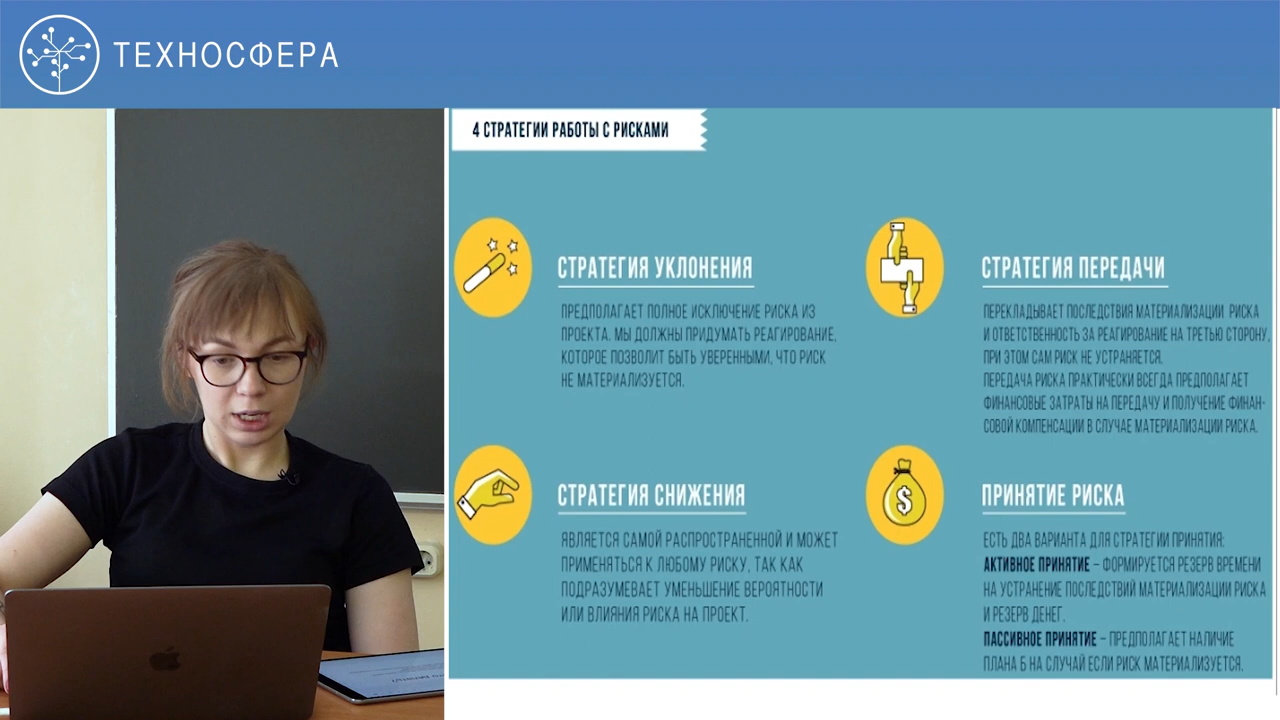 ТЕХНОСФЕРА
4 СТРАТЕГИИ РАБОТЫ С РИСКАМИ
СТРАТЕГИЯ УКЛОНЕНИЯ
ПРЕДПОЛАГАЕТ ПОЛНОЕ ИСКЛЮЧЕНИЕ РИСКА ИЗ
ПРОЕКТА. МЫ ДОЛЖНЫ ПРИДУМАТЬ РЕАГИРОВАНИЕ,
КОТОРОЕ ПОЗВОЛИТ БЫТЬ УВЕРЕННЫМИ, ЧТО РИСК
НЕ МАТЕРИАЛИЗУЕТСЯ.
СТРАТЕГИЯ ПЕРЕДАЧИ
ПЕРЕКЛАДЫВАЕТ ПОСЛЕДСТВИЯ МАТЕРИАЛИЗАЦИИ РИСКА
И ОТВЕТСТВЕННОСТЬ ЗА РЕАГИРОВАНИЕ НА ТРЕТЬЮ СТОРОНУ,
ПРИ ЭТОМ САМ РИСК НЕ УСТРАНЯЕТСЯ.
ПЕРЕДАЧА РИСКА ПРАКТИЧЕСКИ ВСЕГДА ПРЕДПОЛАГАЕТ
ФИНАНСОВЫЕ ЗАТРАТЫ НА ПЕРЕДАЧУ И ПОЛУЧЕНИЕ ФИНАН-
СОВОЙ КОМПЕНСАЦИИ В СЛУЧАЕ МАТЕРИАЛИЗАЦИИ РИСКА.
СТРАТЕГИЯ СНИЖЕНИЯ
ЯВЛЯЕТСЯ САМОЙ РАСПРОСТРАНЕННОЙ И МОЖЕТ
ПРИМЕНЯТЬСЯ К ЛЮБОМУ РИСКУ, ТАК КАК
ПОДРАЗУМЕВАЕТ УМЕНЬШЕНИЕ ВЕРОЯТНОСТИ
ИЛИ ВЛИЯНИЯ РИСКА НА ПРОЕКТ.
$
ПРИНЯТИЕ РИСКА
ЕСТЬ ДВА ВАРИАНТА ДЛЯ СТРАТЕГИИ ПРИНЯТИЯ:
АКТИВНОЕ ПРИНЯТИЕ – ФОРМИРУЕТСЯ РЕЗЕРВ ВРЕМЕНИ
НА УСТРАНЕНИЕ ПОСЛЕДСТВИЙ МАТЕРИАЛИЗАЦИИ РИСКА
И РЕЗЕРВ ДЕНЕГ.
ПАССИВНОЕ ПРИНЯТИЕ – ПРЕДПОЛАГАЕТ НАЛИЧИЕ
ПЛАНА Б НА СЛУЧАЙ ЕСЛИ РИСК МАТЕРИАЛИЗУЕТСЯ.